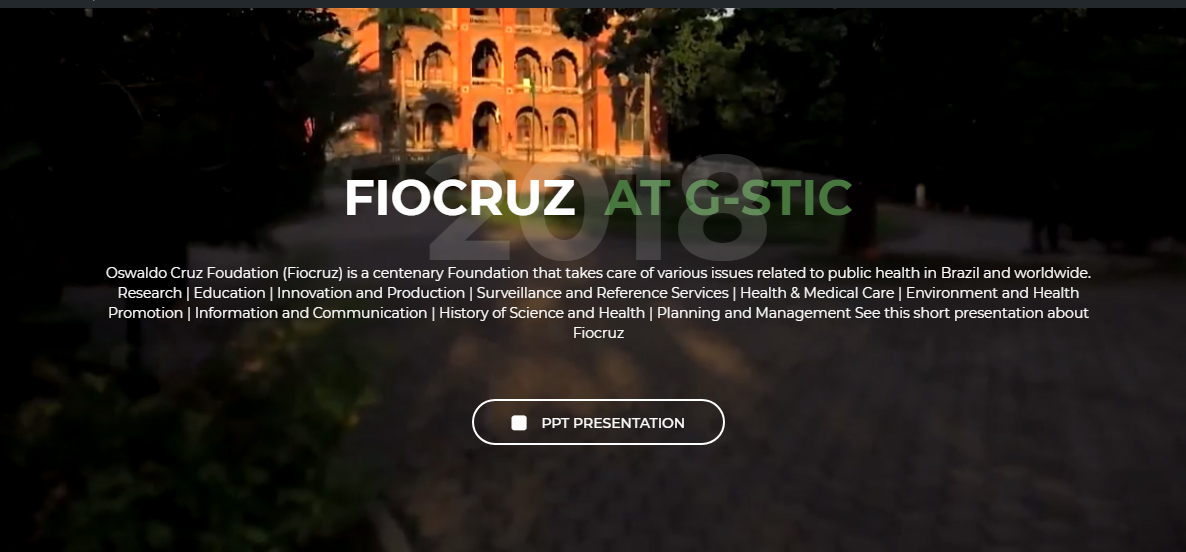 2018
FIOCRUZ AT G-STIC
Oswaldo Cruz Foudation (Fiocruz) is a centenary Foundation that takes care of various issues related to public health in Brazil and worldwide.
Research | Education | Innovation and Production | Surveillance and Reference Services | Health & Medical Care | Environment and Health
Promotion | Information and Communication | History of Science and Health | Planning and Management See this short presentation about
Fiocruz
PPT PRESENTATION